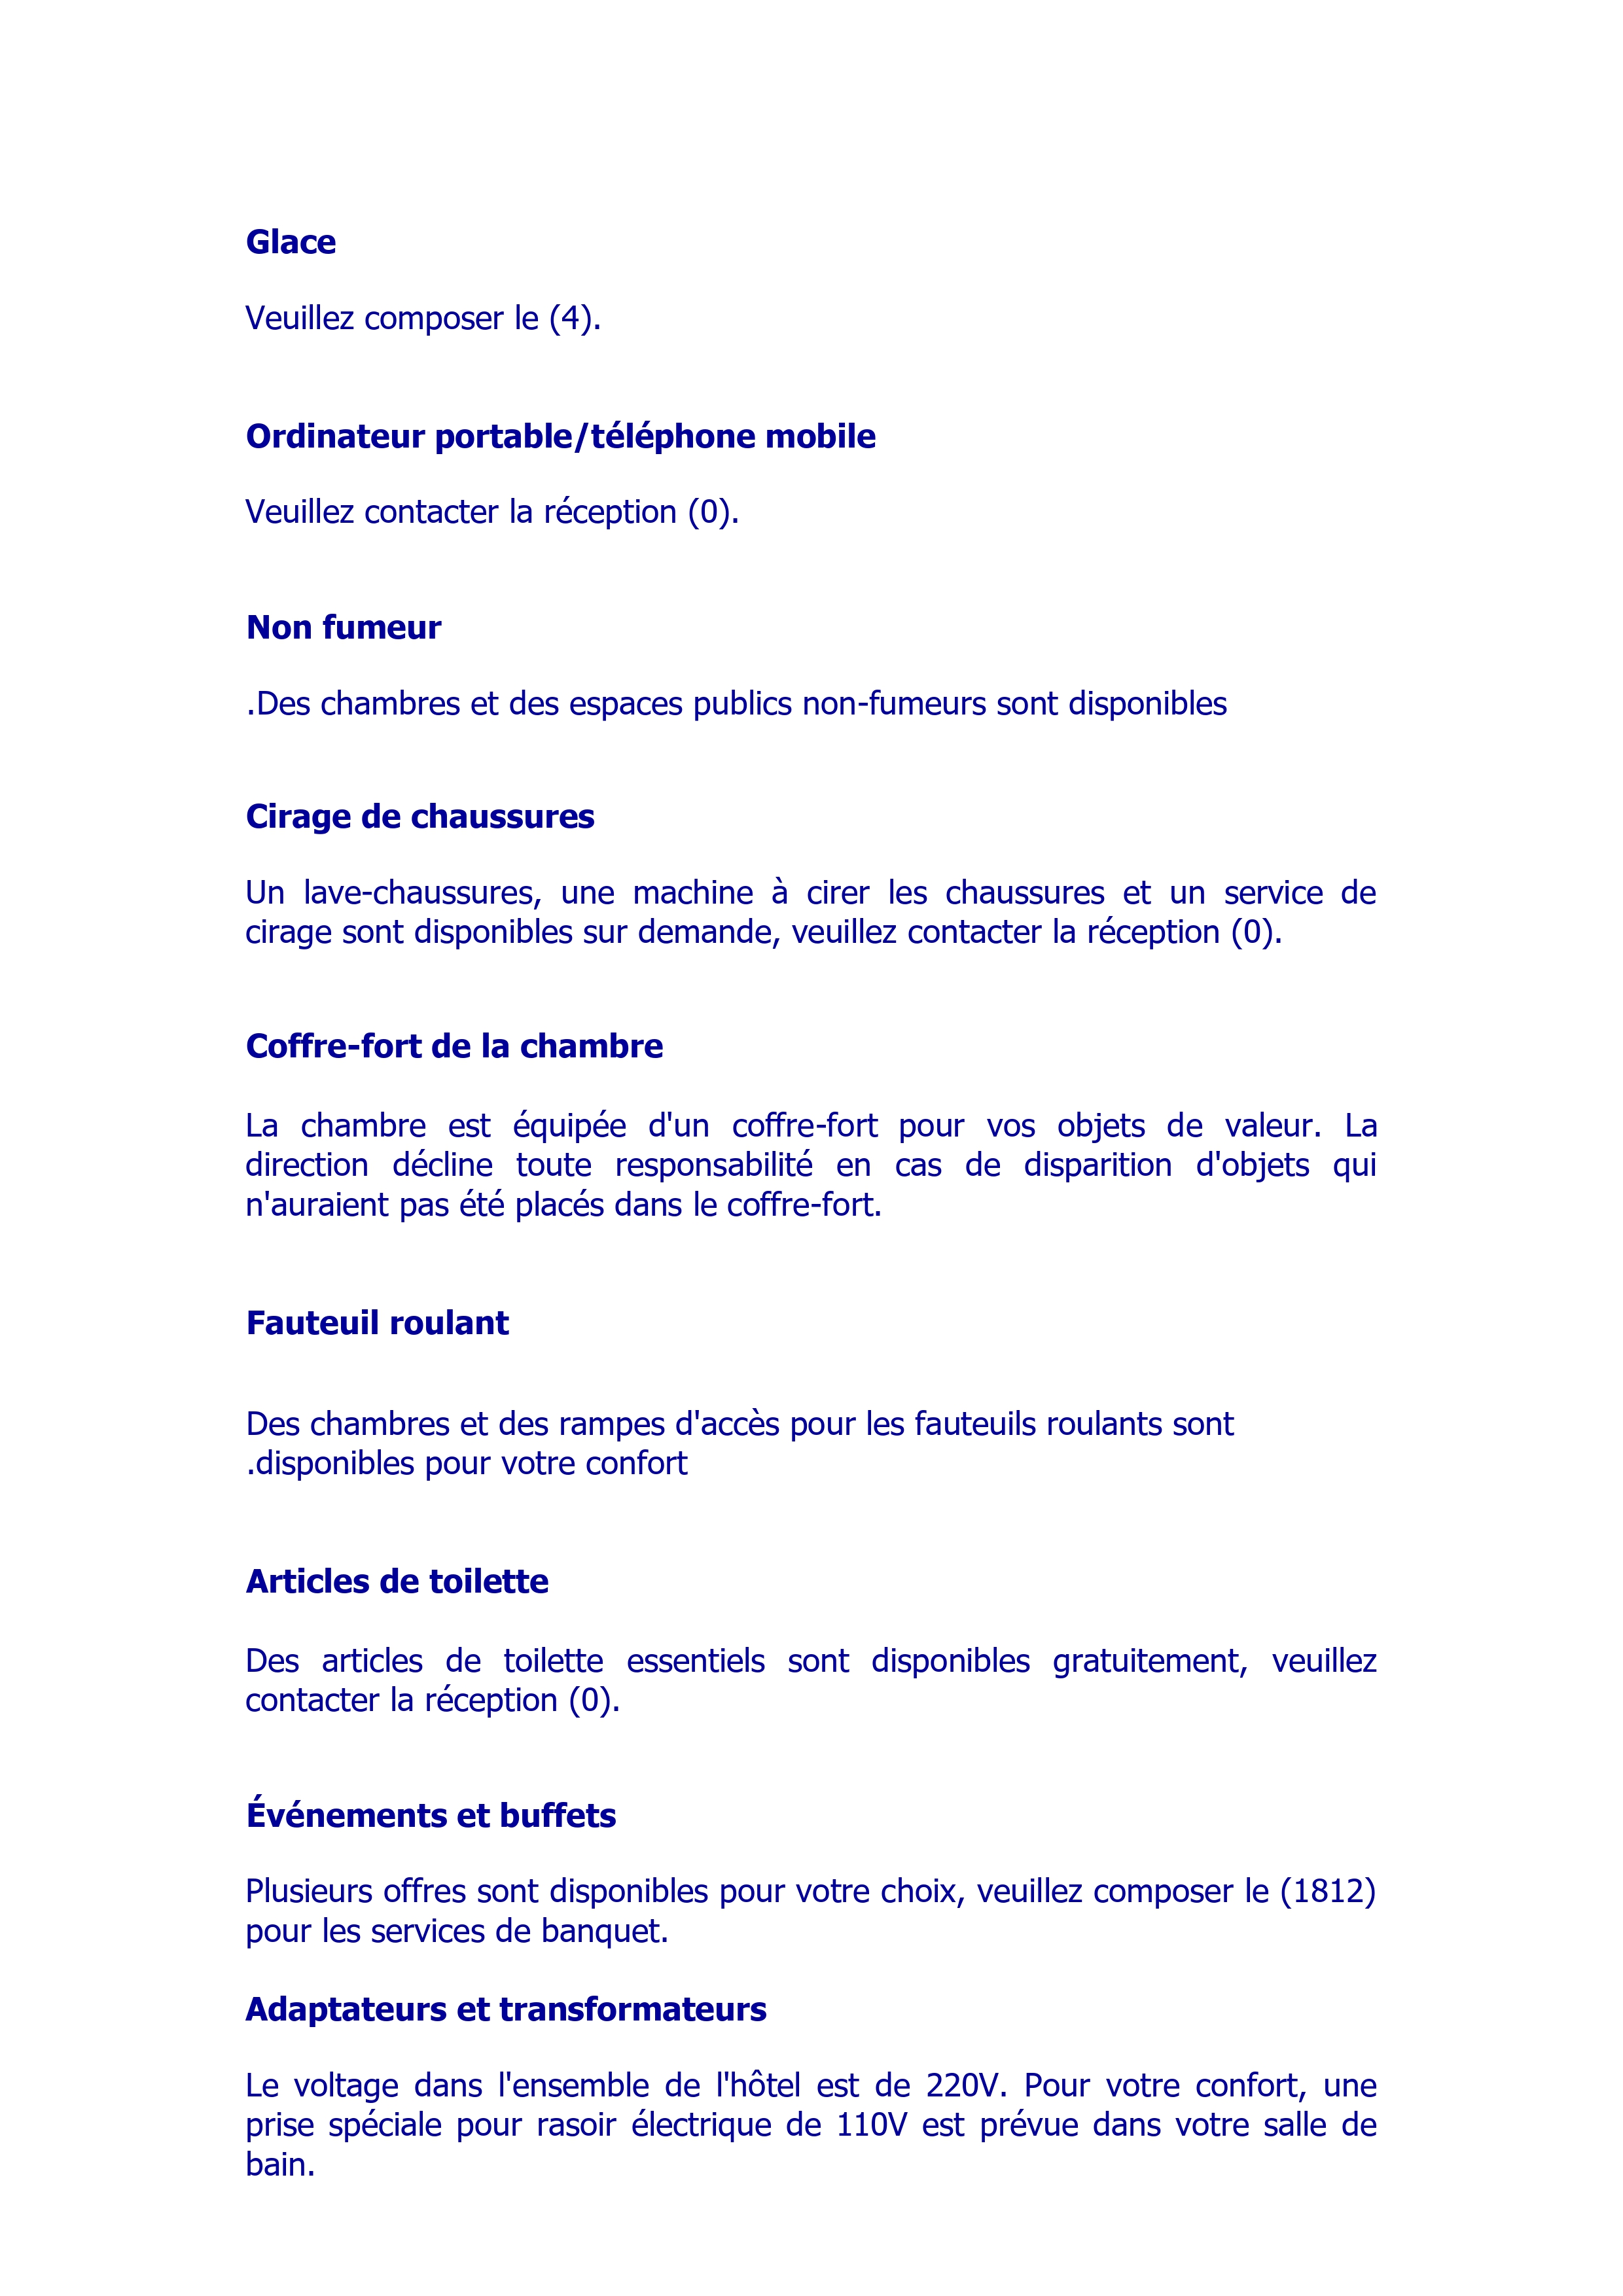 Glace
Veuillez composer le (4).
Ordinateur portable/téléphone mobile
Veuillez contacter la réception (0).
Non fumeur
.Des chambres et des espaces publics non-fumeurs sont disponibles
Cirage de chaussures
Un lave-chaussures, une machine à cirer les chaussures et un service de
cirage sont disponibles sur demande, veuillez contacter la réception (0).
Coffre-fort de la chambre
La chambre est équipée d'un coffre-fort pour vos objets de valeur. La
direction décline toute responsabilité en cas de disparition d'objets qui
n'auraient pas été placés dans le coffre-fort.
Fauteuil roulant
Des chambres et des rampes d'accès pour les fauteuils roulants sont
.disponibles pour votre confort
Articles de toilette
Des articles de toilette essentiels sont disponibles gratuitement, veuillez
contacter la réception (0).
Événements et buffets
Plusieurs offres sont disponibles pour votre choix, veuillez composer le (1812)
pour les services de banquet.
Adaptateurs et transformateurs
Le voltage dans l'ensemble de l'hôtel est de 220V. Pour votre confort, une
prise spéciale pour rasoir électrique de 110V est prévue dans votre salle de
bain.